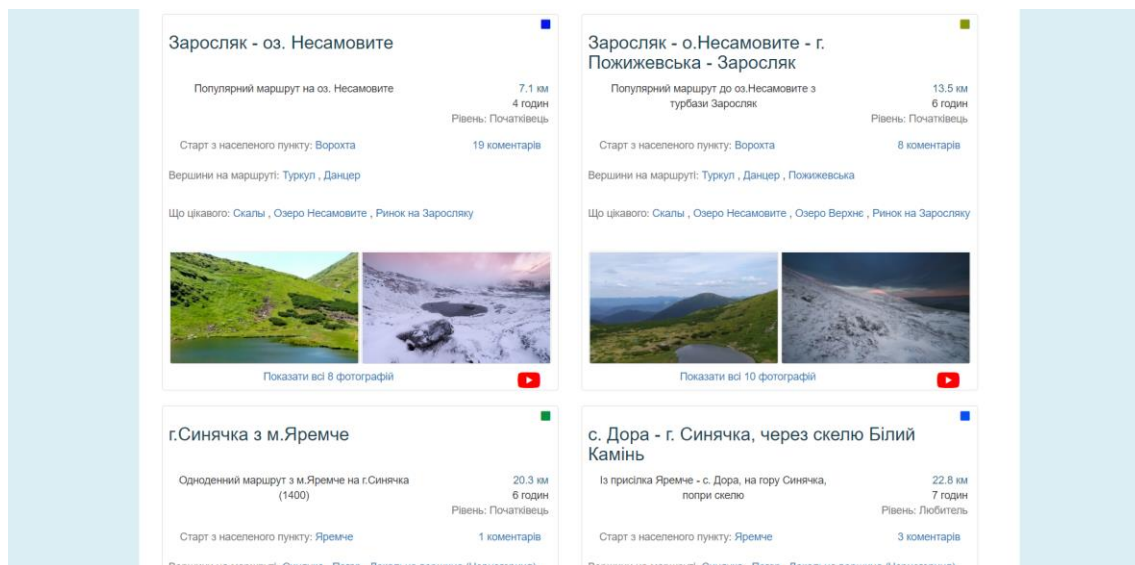 Заросляк - оз. Несамовите
Популярний маршрут на оз. Несамовите
7.1 км
4 годин
Рівень: Початківець
Старт з населеного пункту: Ворохта
19 коментарів
Вершини на маршруті: Туркул , Данцер
Що цікавого: Скалы , Озеро Несамовите , Ринок на Заросляку
Показати всі 8 фотографій
Заросляк - о.Несамовите - г.
Пожижевська - Заросляк
Популярний маршрут до оз.Несамовите з
турбази Заросляк
13.5 км
6 годин
Рівень: Початківець
Старт з населеного пункту: Ворохта
8 коментарів
Вершини на маршруті: Туркул , Данцер , Пожижевська
Що цікавого: Скалы , Озеро Несамовите , Озеро Верхнє , Ринок на Заросляку
Показати всі 10 фотографій
г.Синячка з м.Яремче
Одноденний маршрут з м.Яремче на г.Синячка
(1400)
20.3 км
6 годин
Рівень: Початківець
Старт з населеного пункту: Яремче
1 коментарів
с. Дора - г. Синячка, через скелю Білий
Камінь
Із присілка Яремче - с. Дора, на гору Синячка,
попри скелю
22.8 км
7 годин
Рівень: Любитель
Старт з населеного пункту: Яремче
3 коментарів